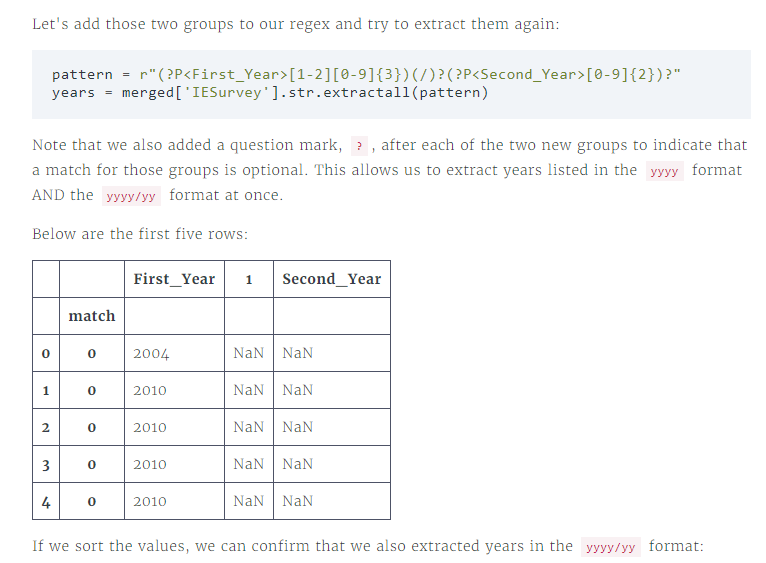 Let's add those two groups to our regex and try to extract them again:
pattern = r"(?P<First_Year>[1-2][0-9]{3})(/)?(?P<Second_Year>[0-9]{2})?"
years = merged['IESurvey'].str.extractall(pattern)
Note that we also added a question mark, ? , after each of the two new groups to indicate that
a match for those groups is optional. This allows us to extract years listed in the yyyy format
AND the yyyy/yy format at once.
Below are the first five rows:
First_Year 1 Second_Year
match
0 0 2004 NaN NaN
1 0 2010 NaN NaN
2 0 2010 NaN NaN
3 0 2010 NaN NaN
4 0 2010 NaN NaN
If we sort the values, we can confirm that we also extracted years in the yyyy/yy format: